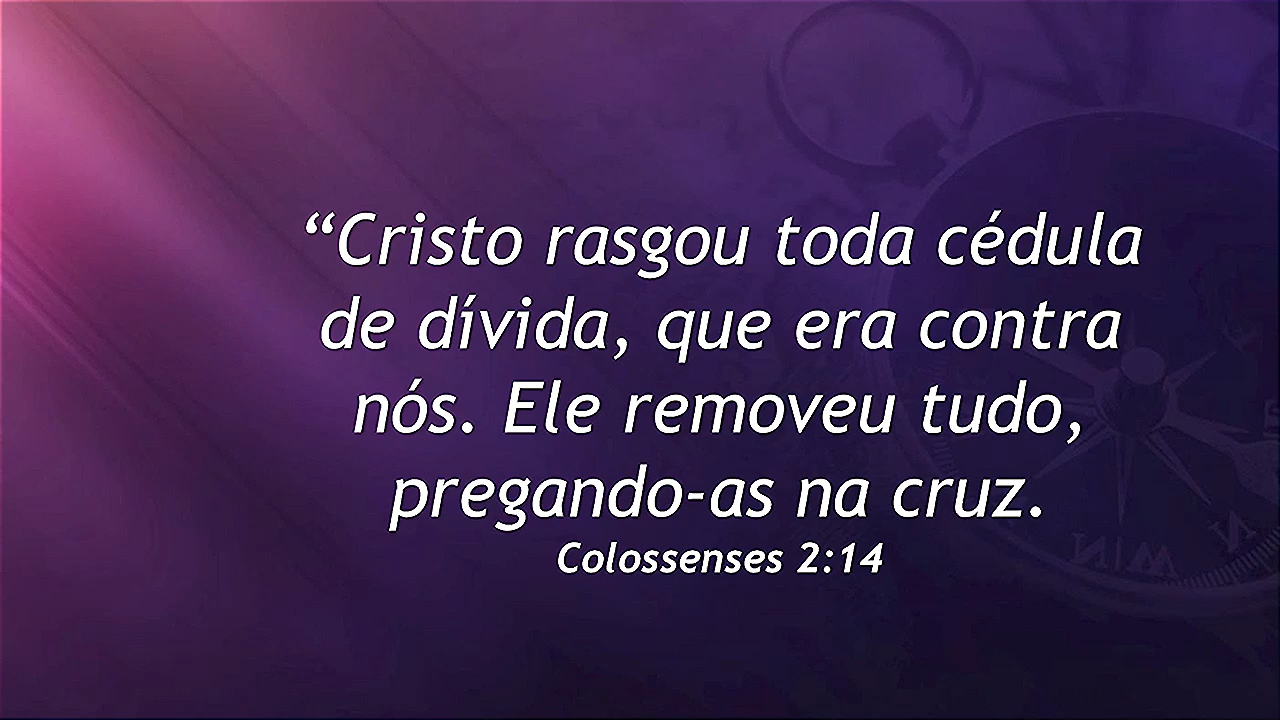 “Cristo rasgou toda cédula
de dívida, que era contra
nós. Ele removeu tudo,
pregando-as na cruz.
Colossenses 2:14